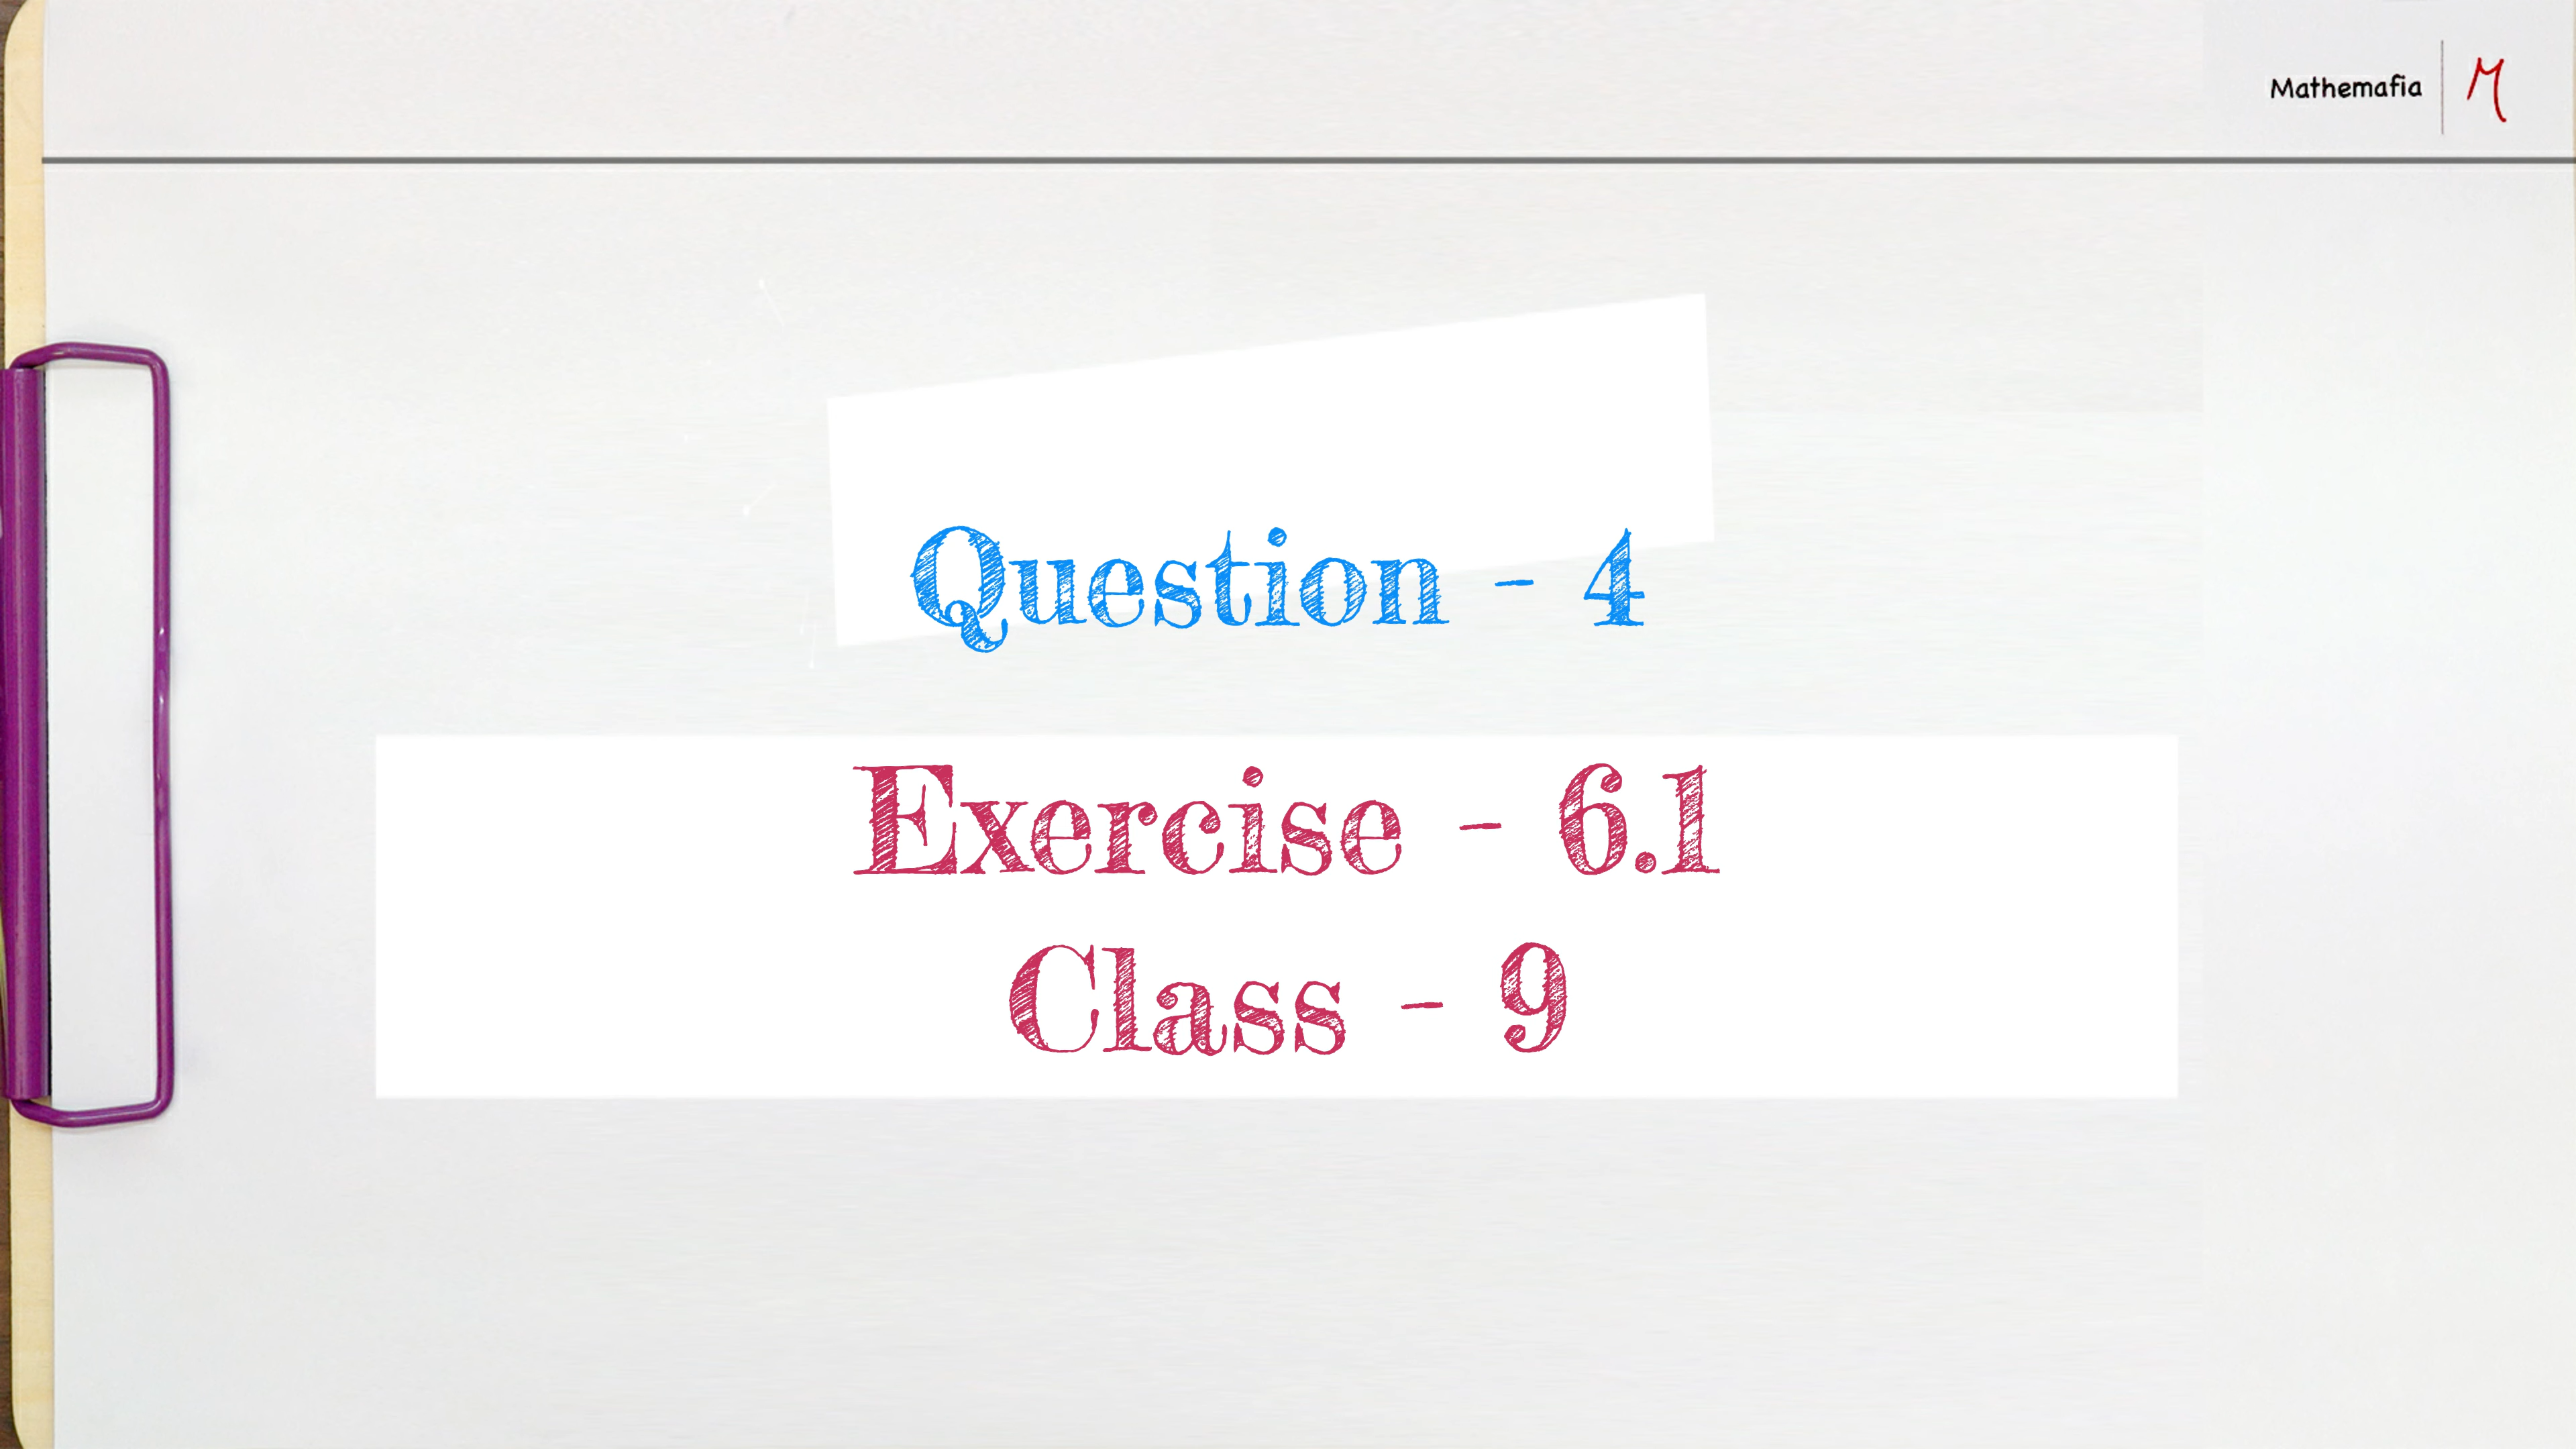 Mathemafia
M
Question - 4
Exercise - 6.1
Class - 9